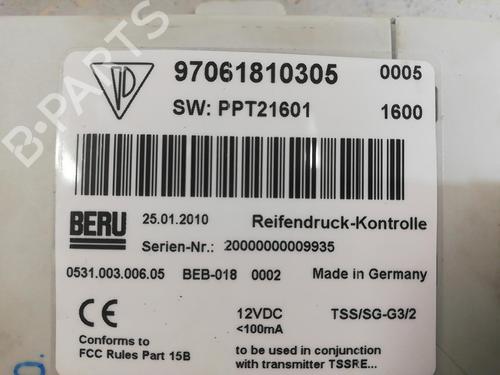 B-PARTS
97061810305 0005
SW: PPT21601 1600
BERU 25.01.2010 Reifendruck-Kontrolle
Serien-Nr.: 20000000009935
0531.003.006.05 BEB-018 0002 Made in Germany
CE 12VDC TSS/SG-G3/2
<100mA
Conforms to to be used in conjunction
FCC Rules Part 15B with transmitter TSSRE...